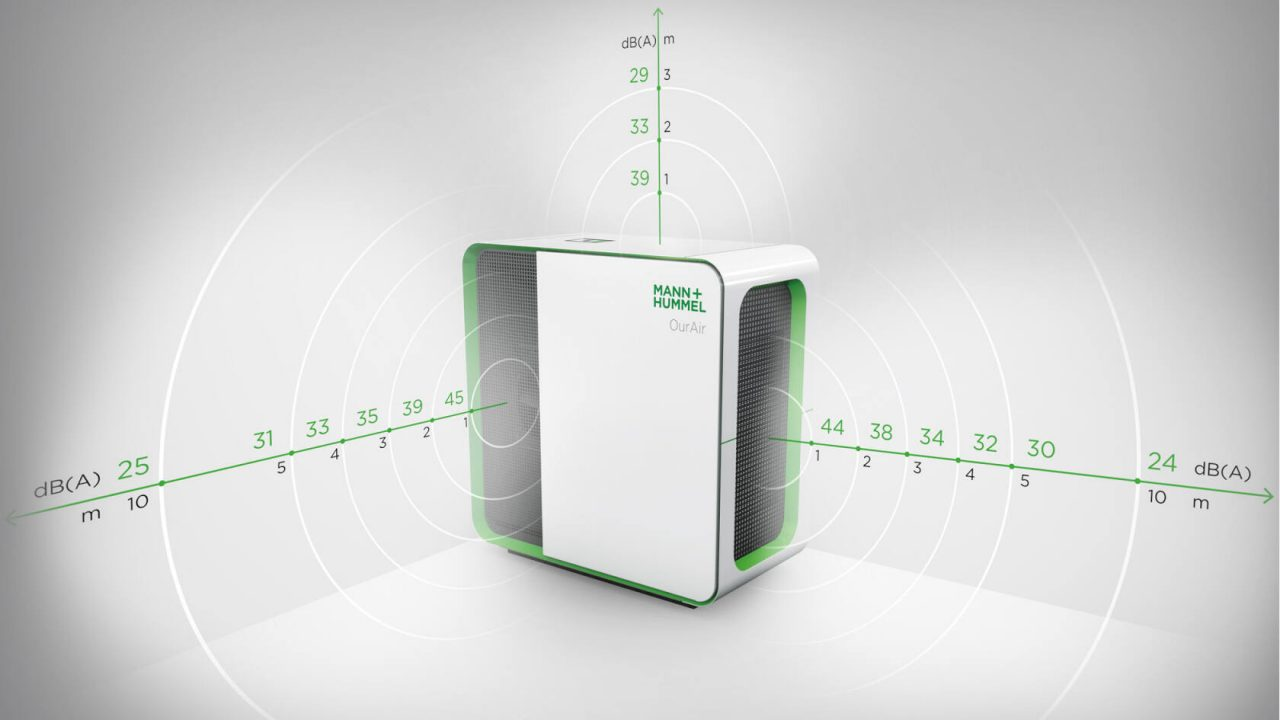 dB(A) m
29 3
33 2
39 1
MANN+
HUMMEL
OurAir
dB(A) 25 31 33 35 39 45
m 10 5 4 3 2 1
44 38 34 32 30 24 dB(A)
1 2 3 4 5 10 m